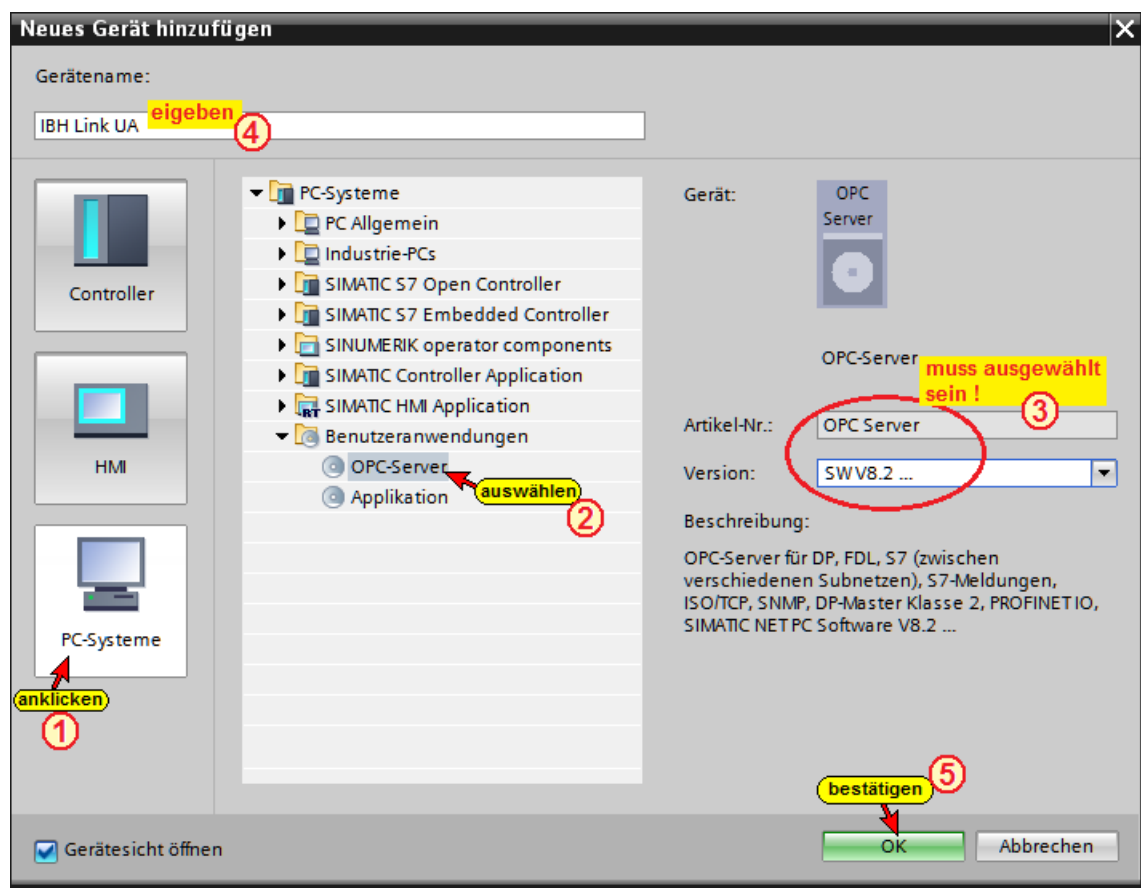 Neues Gerät hinzufügen
Gerätename:
IBH Link UA
eigeben
4
Controller
HMI
PC-Systeme
anklicken
1
PC-Systeme
PC Allgemein
Industrie-PCs
SIMATIC S7 Open Controller
SIMATIC S7 Embedded Controller
SINUMERIK operator components
SIMATIC Controller Application
RT SIMATIC HMI Application
Benutzeranwendungen
OPC-Server
Applikation
auswählen
2
Gerät:
OPC
Server
OPC-Server
muss ausgewählt
sein !
3
Artikel-Nr.: OPC Server
Version: SW V8.2 ...
Beschreibung:
OPC-Server für DP, FDL, S7 (zwischen
verschiedenen Subnetzen), S7-Meldungen,
ISO/TCP, SNMP, DP-Master Klasse 2, PROFINET IO,
SIMATIC NET PC Software V8.2 ...
bestätigen
5
Gerätesicht öffnen
OK
Abbrechen